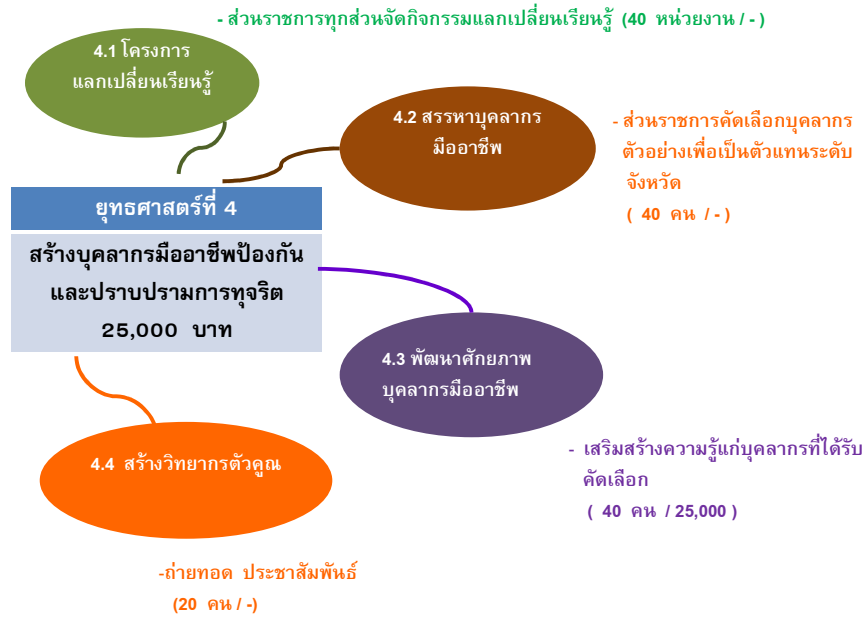 - ส่วนราชการทุกส่วนจัดกิจกรรมแลกเปลี่ยนเรียนรู้ (40 หน่วยงาน / - )
4.1 โครงการ
แลกเปลี่ยนเรียนรู้
4.2 สรรหาบุคลากร
มืออาชีพ
- ส่วนราชการคัดเลือกบุคลากร
ตัวอย่างเพื่อเป็นตัวแทนระดับ
จังหวัด
( 40 คน / - )
ยุทธศาสตร์ที่ 4
สร้างบุคลากรมืออาชีพป้องกัน
และปราบปรามการทุจริต
25,000 บาท
4.3 พัฒนาศักยภาพ
บุคลากรมืออาชีพ
- เสริมสร้างความรู้แก่บุคลากรที่ได้รับ
คัดเลือก
( 40 คน / 25,000 )
4.4 สร้างวิทยากรตัวคูณ
-ถ่ายทอด ประชาสัมพันธ์
(20 คน / -)